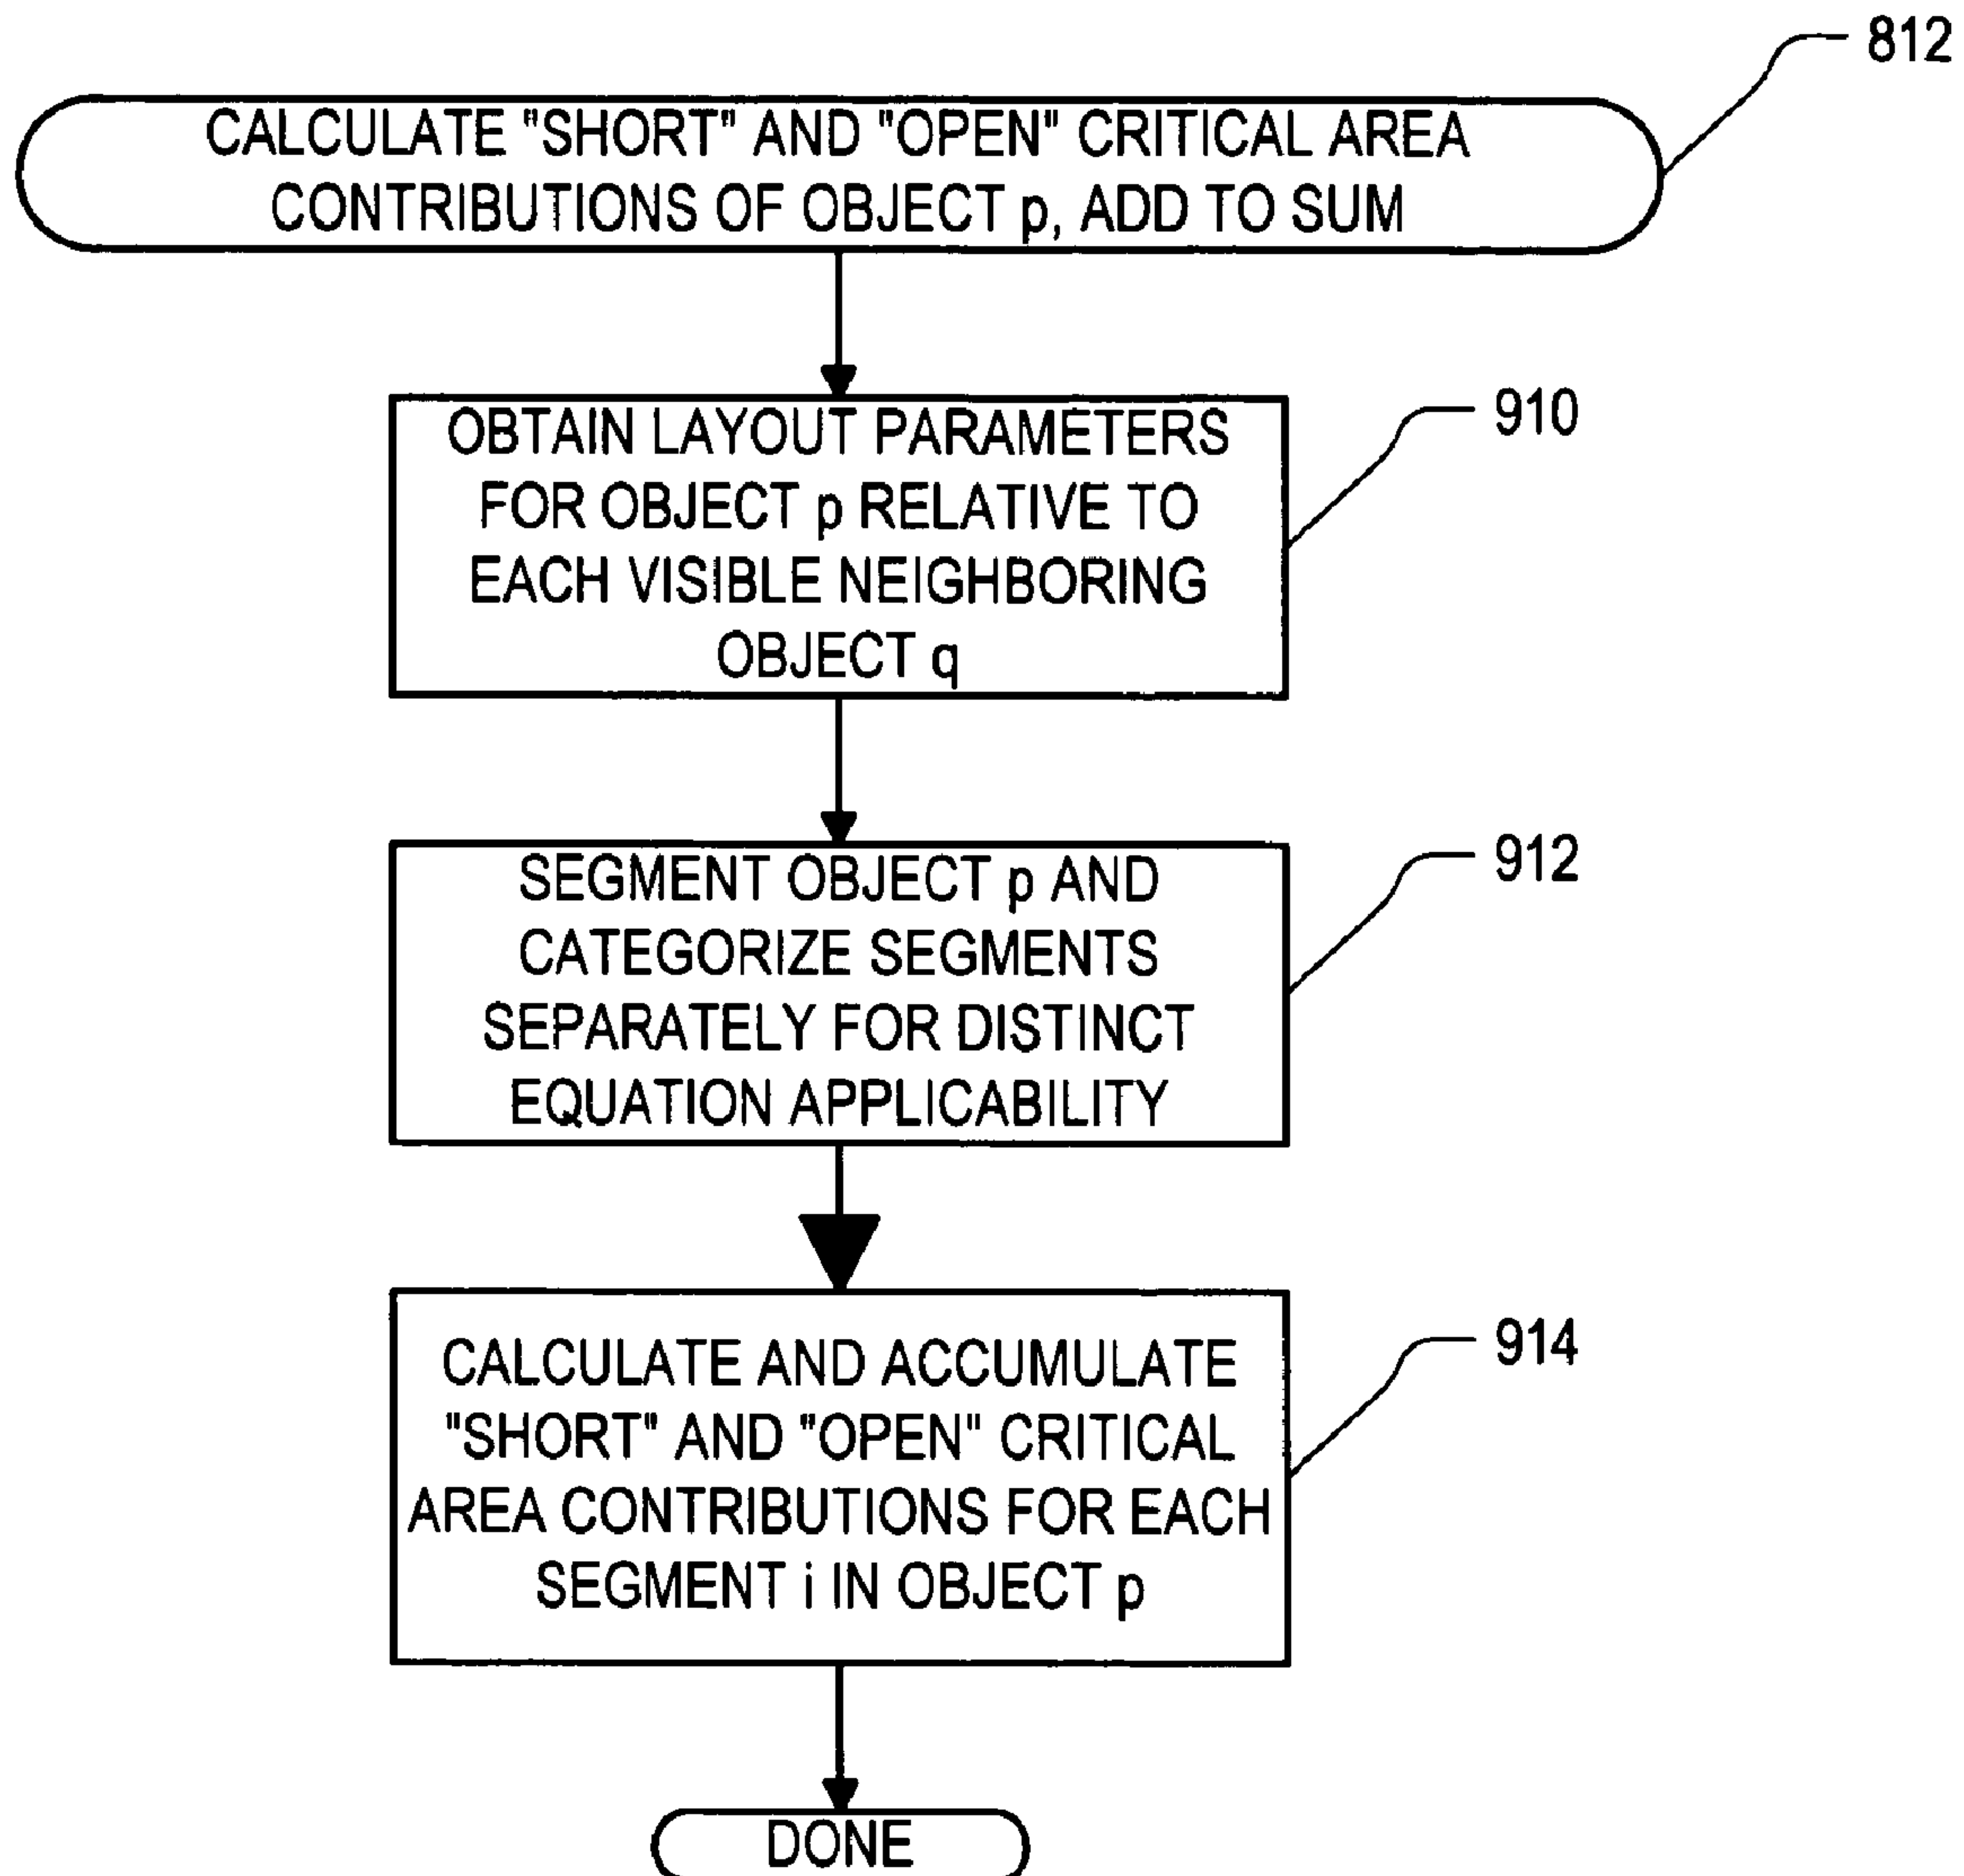 812
CALCULATE "SHORT" AND "OPEN" CRITICAL AREA
CONTRIBUTIONS OF OBJECT p, ADD TO SUM
910
OBTAIN LAYOUT PARAMETERS
FOR OBJECT p RELATIVE TO
EACH VISIBLE NEIGHBORING
OBJECT q
912
SEGMENT OBJECT p AND
CATEGORIZE SEGMENTS
SEPARATELY FOR DISTINCT
EQUATION APPLICABILITY
914
CALCULATE AND ACCUMULATE
"SHORT" AND "OPEN" CRITICAL
AREA CONTRIBUTIONS FOR EACH
SEGMENT i IN OBJECT p
DONE